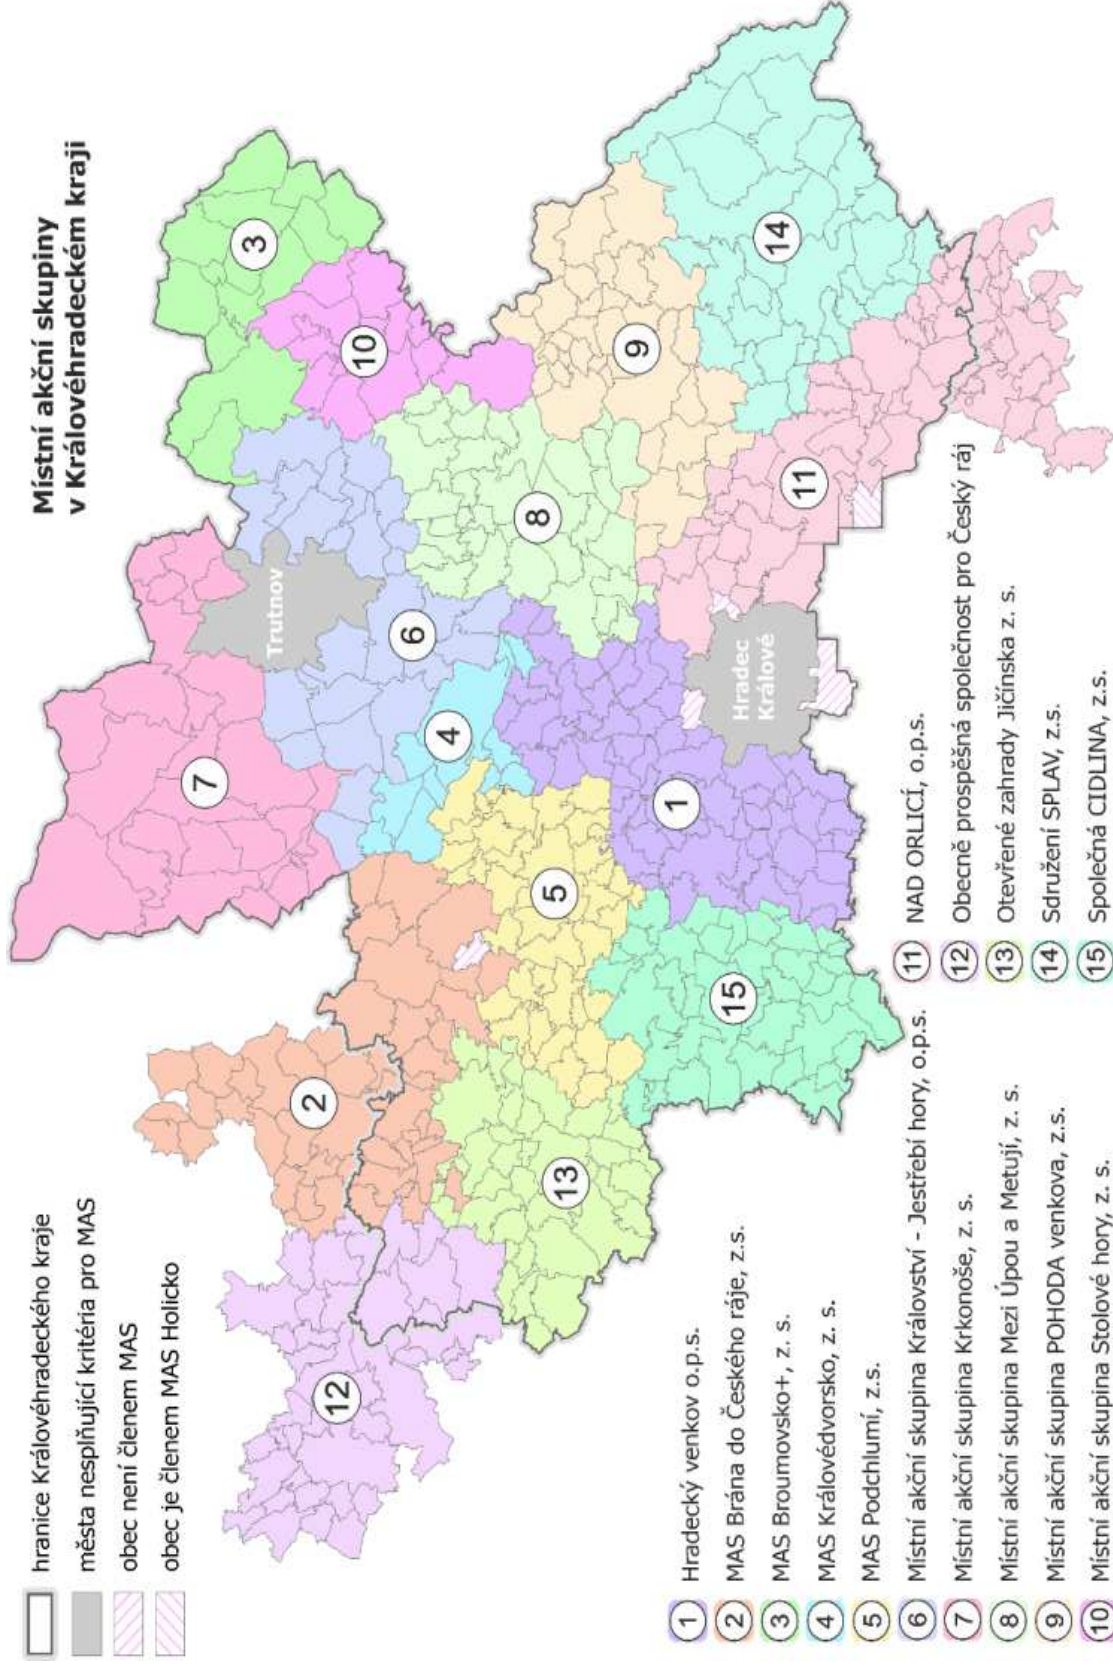 Místní akční skupiny
v Královéhradeckém kraji
hranice Královéhradeckého kraje
města nesplňující kritéria pro MAS
obec není členem MAS
obec je členem MAS Holicko
3
10
7
Trutnov
6
14
9
8
4
2
12
11
Hradec
Králové
1
5
15
13
1 Hradecký venkov o.p.s.
2 MAS Brána do Českého ráje, z.s.
3 MAS Broumovsko+, z. s.
4 MAS Královédvorsko, z. s.
5 MAS Podchlumí, z.s.
6 Místní akční skupina Království - Jestřebí hory, o.p.s.
7 Místní akční skupina Krkonoše, z. s.
8 Místní akční skupina Mezi Úpou a Metují, z. s.
9 Místní akční skupina POHODA venkova, z.s.
10 Místní akční skupina Stolové hory, z. s.
11 NAD ORLICÍ, o.p.s.
12 Obecně prospěšná společnost pro Český ráj
13 Otevřené zahrady Jičínska z. s.
14 Sdružení SPLAV, z.s.
15 Společná CIDLINA, z.s.